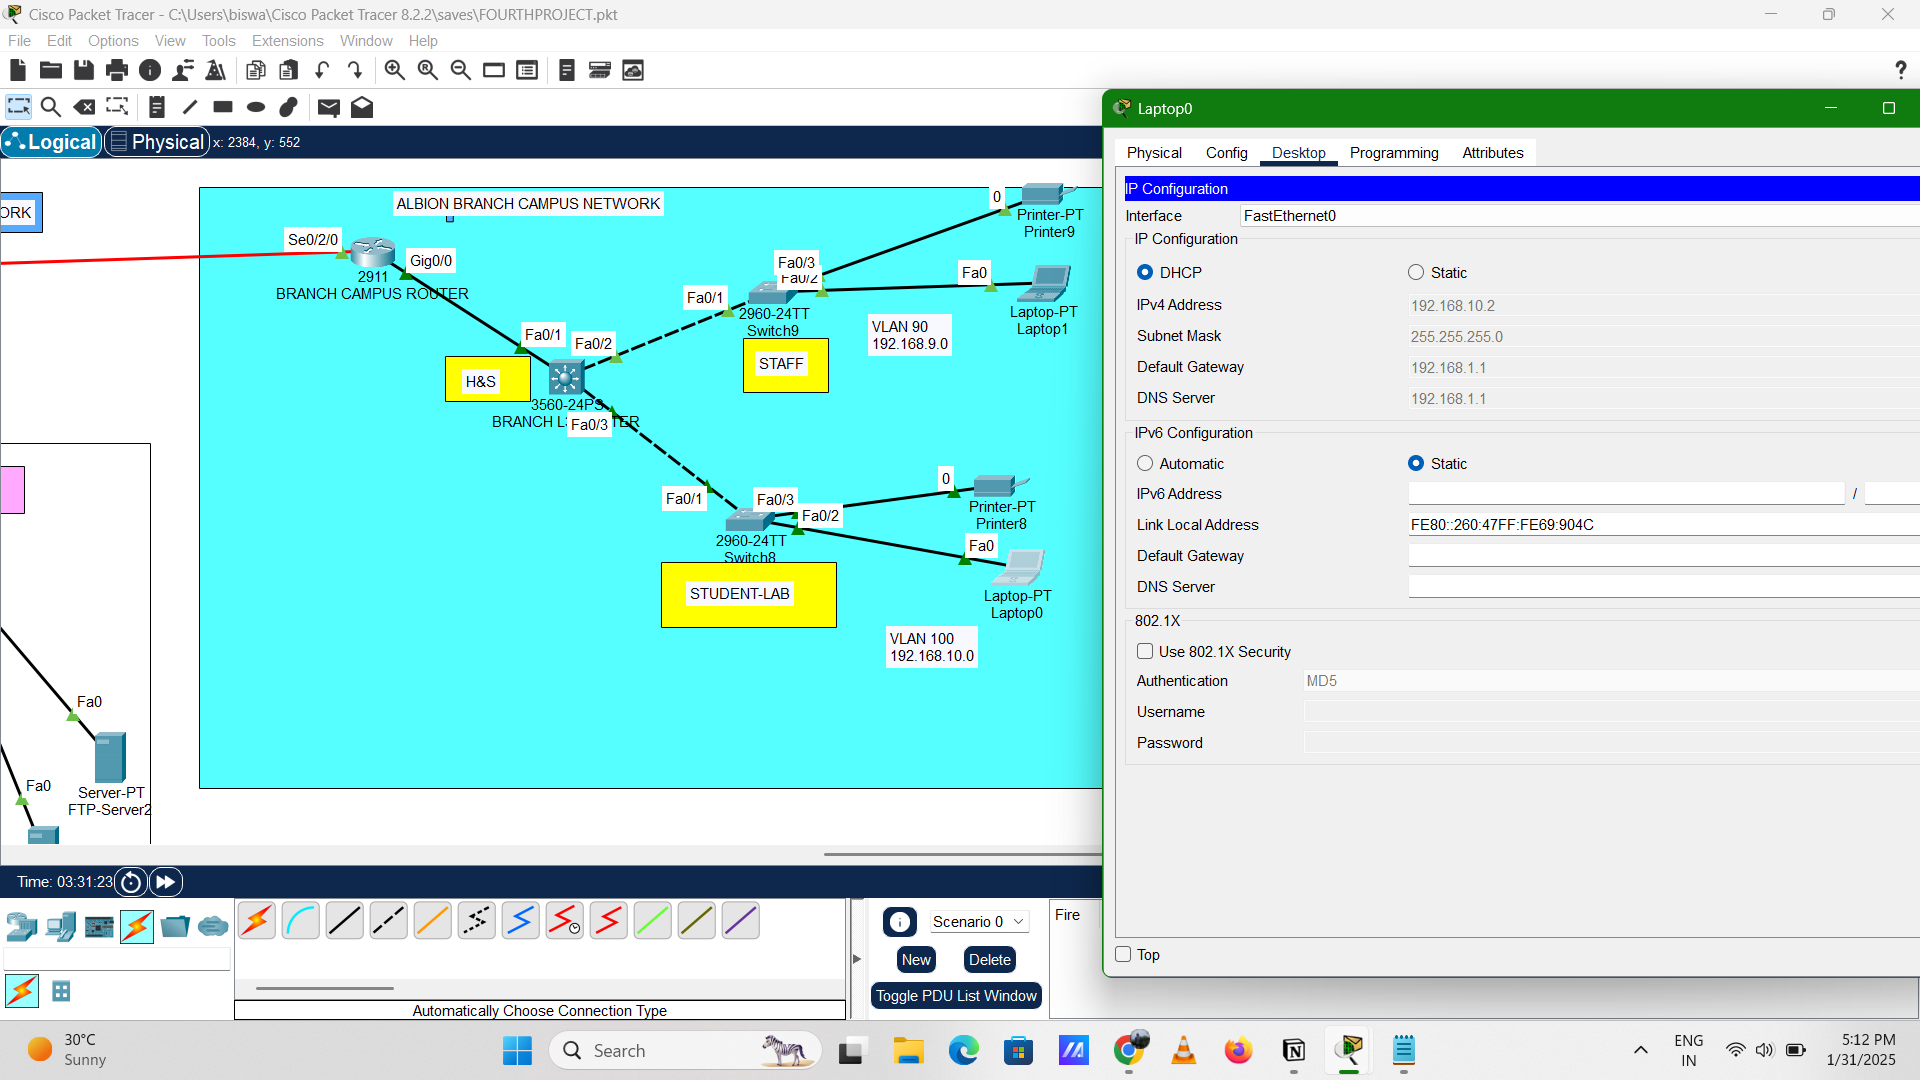 Cisco Packet Tracer - C:\Users\biswa\Cisco Packet Tracer 8.2.2\saves\FOURTHPROJECT.pkt
File Edit Options View Tools Extensions Window Help
?
Logical Physical x: 2384, y: 552
Laptop0
Physical Config Desktop Programming Attributes
IP Configuration
Interface FastEthernet0
IP Configuration
DHCP Static
IPv4 Address 192.168.10.2
Subnet Mask 255.255.255.0
Default Gateway 192.168.1.1
DNS Server 192.168.1.1
IPv6 Configuration
Automatic Static
IPv6 Address /
Link Local Address FE80::260:47FF:FE69:904C
Default Gateway
DNS Server
802.1X
Use 802.1X Security
Authentication MD5
Username
Password
Top
ORK
ALBION BRANCH CAMPUS NETWORK
Se0/2/0
Gig0/0
2911
BRANCH CAMPUS ROUTER
0
Printer-PT
Printer9
Fa0/3
Fa0/2
Fa0
Fa0/1
2960-24TT
Switch9
Laptop-PT
Laptop1
VLAN 90
192.168.9.0
STAFF
Fa0/1
Fa0/2
H&S
3560-24PS
BRANCH L
TER
Fa0/3
0
Fa0/1
Fa0/3
Fa0/2
Printer-PT
Printer8
2960-24TT
Switch8
Fa0
STUDENT-LAB
Laptop-PT
Laptop0
VLAN 100
192.168.10.0
Fa0
Server-PT
FTP-Server2
Fa0
Time: 03:31:23
Scenario 0
Fire
New Delete
Toggle PDU List Window
Automatically Choose Connection Type
30°C
Sunny
Search
ENG
IN
5:12 PM
1/31/2025